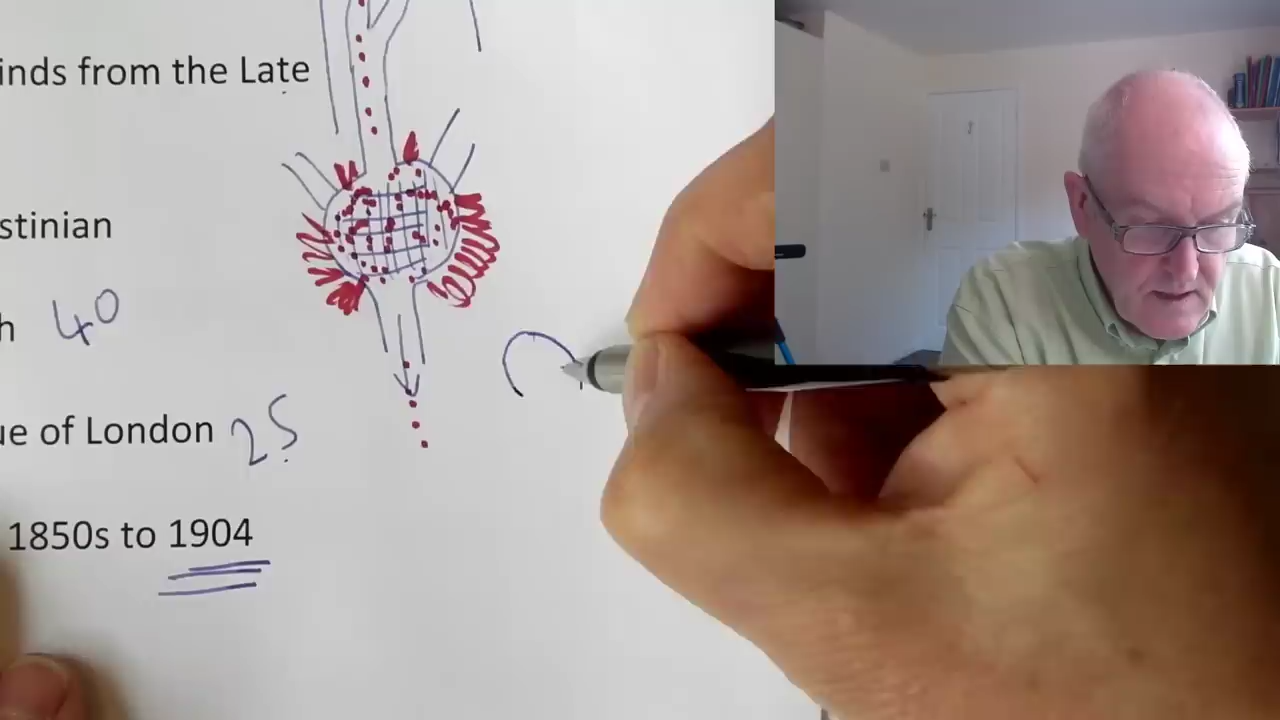 inds from the Late
stinian
h 40
ue of London 25
1850s to 1904